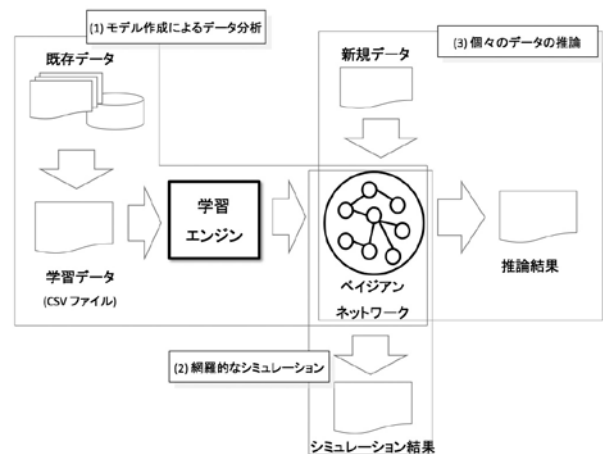 (1) モデル作成によるデータ分析
既存データ
新規データ
(3) 個々のデータの推論
学習
エンジン
学習データ
(CSV ファイル)
ベイジアン
ネットワーク
推論結果
(2) 網羅的なシミュレーション
シミュレーション結果